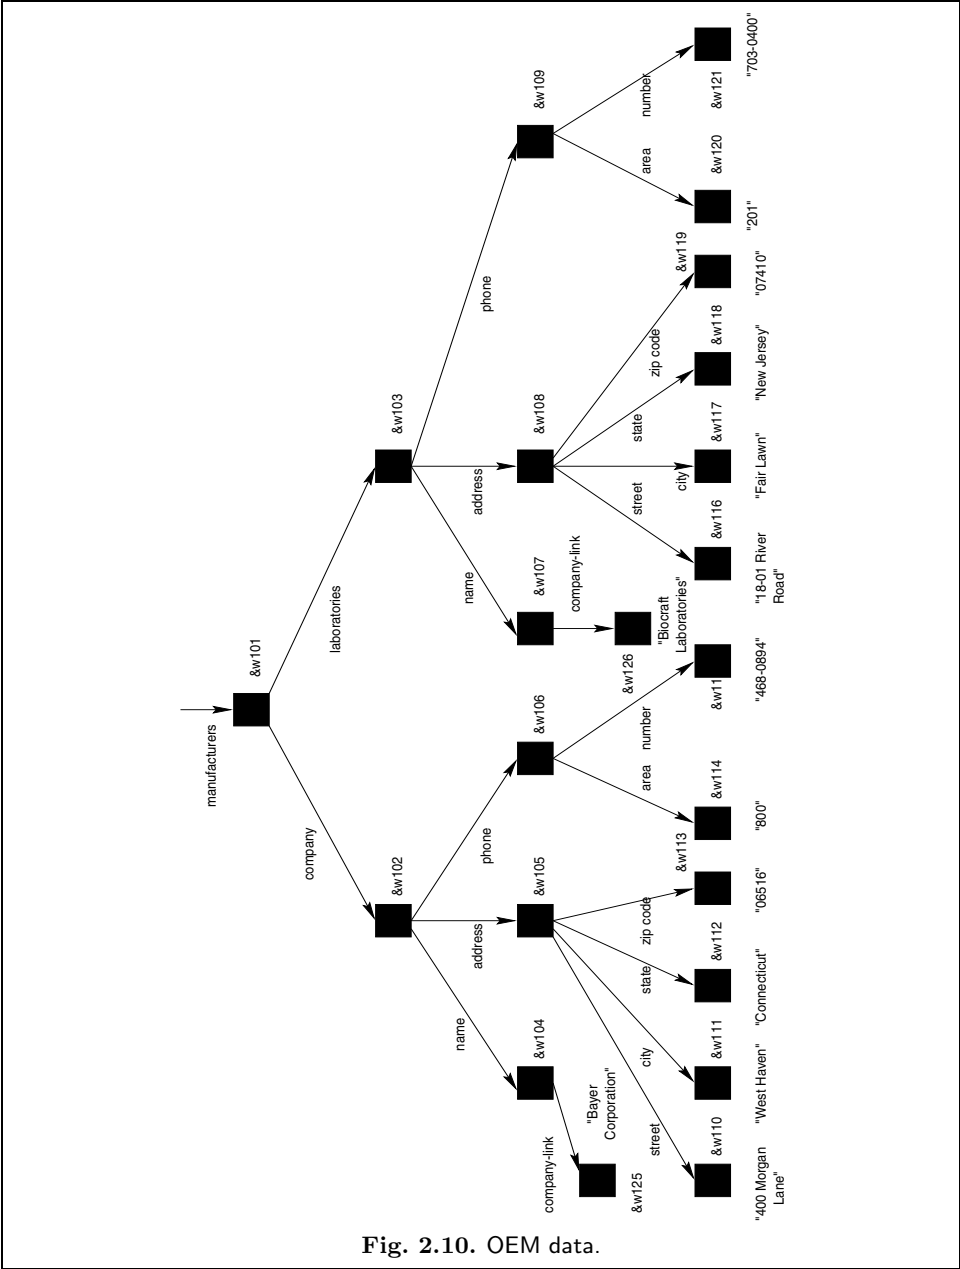 manufacturers
&w101
company
laboratories
&w102
&w103
name
address
phone
name
address
phone
&w104
&w105
&w106
&w107
&w108
&w109
company-link
"Bayer
Corporation"
&w125
company-link
&w126
"Biocraft
Laboratories"
street
city
state
zip code
area
number
street
city
state
zip code
area
number
&w110
&w111
&w112
&w113
&w114
&w11
&w116
&w117
&w118
&w119
&w120
&w121
"400 Morgan
Lane"
"West Haven"
"Connecticut"
"06516"
"800"
"468-0894"
"18-01 River
Road"
"Fair Lawn"
"New Jersey"
"07410"
"201"
"703-0400"
Fig. 2.10. OEM data.